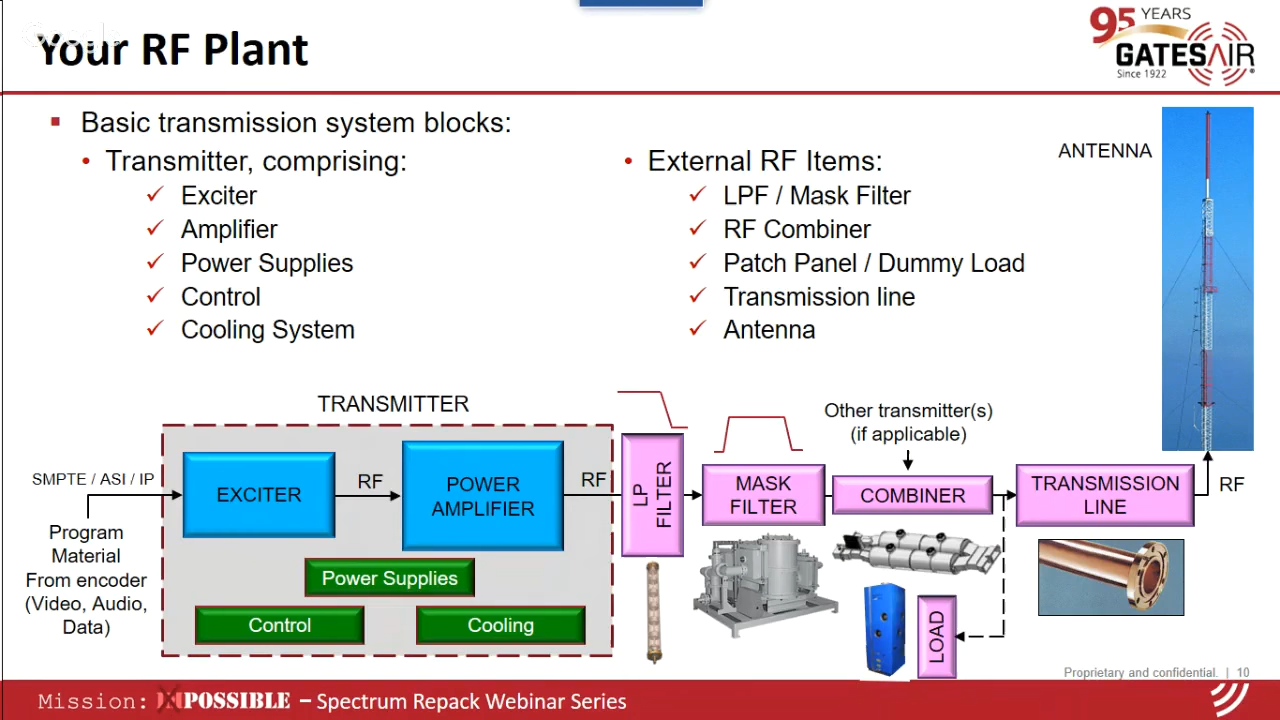 Google
Your RF Plant
95 YEARS
GATESAIR
Since 1922
Basic transmission system blocks:
Transmitter, comprising:
Exciter
Amplifier
Power Supplies
Control
Cooling System
External RF Items:
LPF / Mask Filter
RF Combiner
Patch Panel / Dummy Load
Transmission line
Antenna
ANTENNA
TRANSMITTER
Other transmitter(s)
(if applicable)
SMPTE / ASI / IP
EXCITER
RF
POWER
AMPLIFIER
RF
LP
FILTER
MASK
FILTER
COMBINER
TRANSMISSION
LINE
RF
Program
Material
From encoder
(Video, Audio,
Data)
Power Supplies
Control
Cooling
LOAD
Proprietary and confidential. | 10
Mission: IMPOSSIBLE – Spectrum Repack Webinar Series